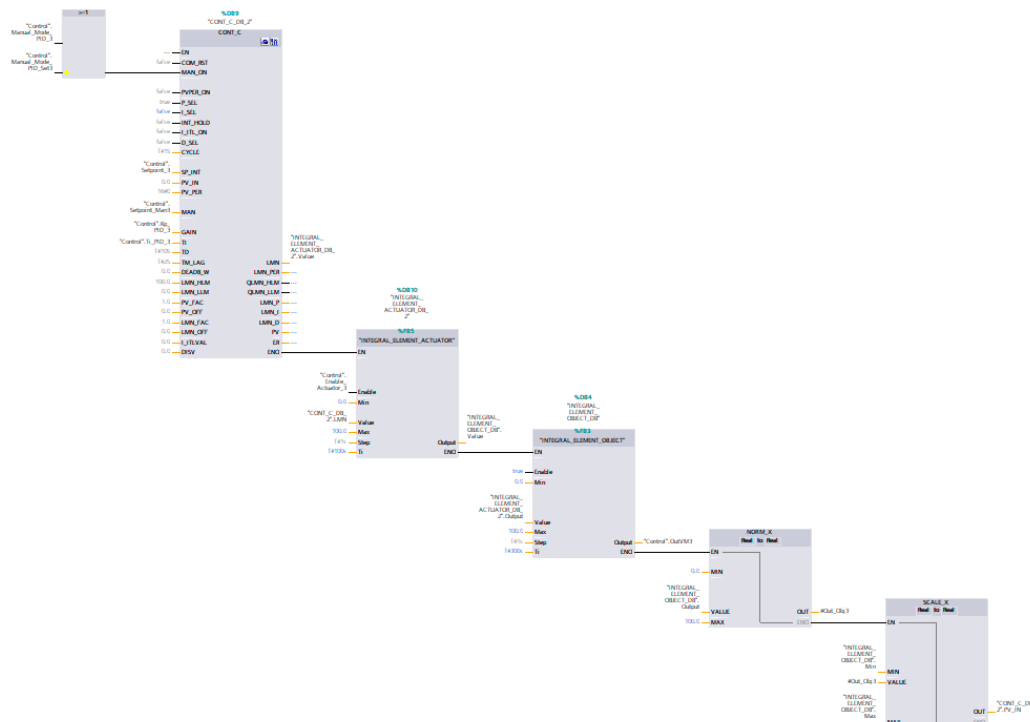 >=1
"Control".
Manual_Mode_
PID_3
"Control".
Manual_Mode_
PID_Set3
%DB9
"CONT_C_DB_2"
CONT_C
... EN
false COM_RST
MAN_ON
false PVPER_ON
true P_SEL
false I_SEL
false INT_HOLD
false I_ITL_ON
false D_SEL
T#1S CYCLE
"Control".
Setpoint_3 SP_INT
0.0 PV_IN
16#0 PV_PER
"Control".
Setpoint_Man3 MAN
"Control".Kp_
PID_3 GAIN
"Control".Ti_PID_3 TI
T#10S TD
TM_LAG
0.0 DEADB_W
100.0 LMN_HLM
0.0 LMN_LLM
1.0 PV_FAC
0.0 PV_OFF
1.0 LMN_FAC
0.0 LMN_OFF
0.0 I_ITLVAL
0.0 DISV
"INTEGRAL_
ELEMENT_
ACTUATOR_DB_
2".Value
LMN
LMN_PER ...
QLMN_HLM ...
QLMN_LLM ...
LMN_P ...
LMN_I ...
LMN_D ...
PV ...
ER ...
ENO
%DB10
"INTEGRAL_
ELEMENT_
ACTUATOR_DB_
2"
%FB5
"INTEGRAL_ELEMENT_ACTUATOR"
EN
"Control".
Enable_
Actuator_3 Enable
0.0 Min
"CONT_C_DB_
2".LMN Value
100.0 Max
T#1s Step
T#100s Ti
"INTEGRAL_
ELEMENT_
OBJECT_DB".
Value
Output
ENO
%DB4
"INTEGRAL_
ELEMENT_
OBJECT_DB"
%FB3
"INTEGRAL_ELEMENT_OBJECT"
EN
true Enable
0.0 Min
"INTEGRAL_
ELEMENT_
ACTUATOR_DB_
2".Output Value
100.0 Max
T#1s Step
T#300s Ti
Output "Control".OutVM3
ENO
NORM_X
Real to Real
EN
0.0 MIN
"INTEGRAL_
ELEMENT_
OBJECT_DB".
Output VALUE
100.0 MAX
OUT #Out_Obj3
ENO
SCALE_X
Real to Real
EN
"INTEGRAL_
ELEMENT_
OBJECT_DB".
Min MIN
#Out_Obj3 VALUE
"INTEGRAL_
ELEMENT_
OBJECT_DB".
Max
OUT "CONT_C_D
2".PV_IN